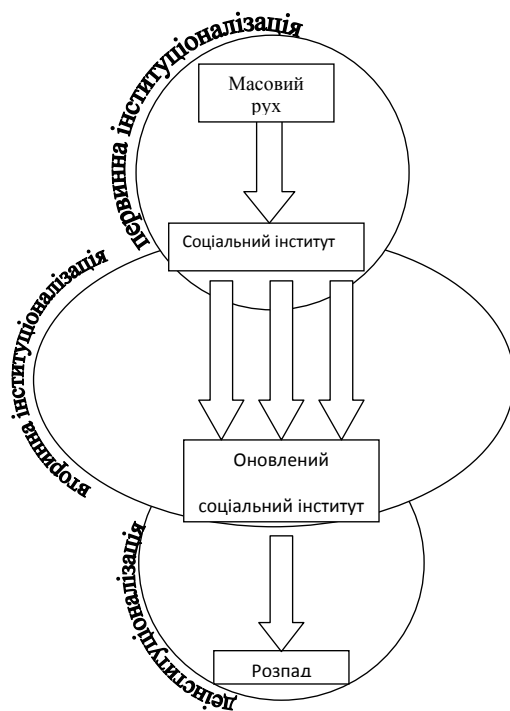 первинна інституціоналізація
Масовий
рух
Соціальний інститут
вторинна інституціоналізація
Оновлений
соціальний інститут
деінституціоналізація
Розпад